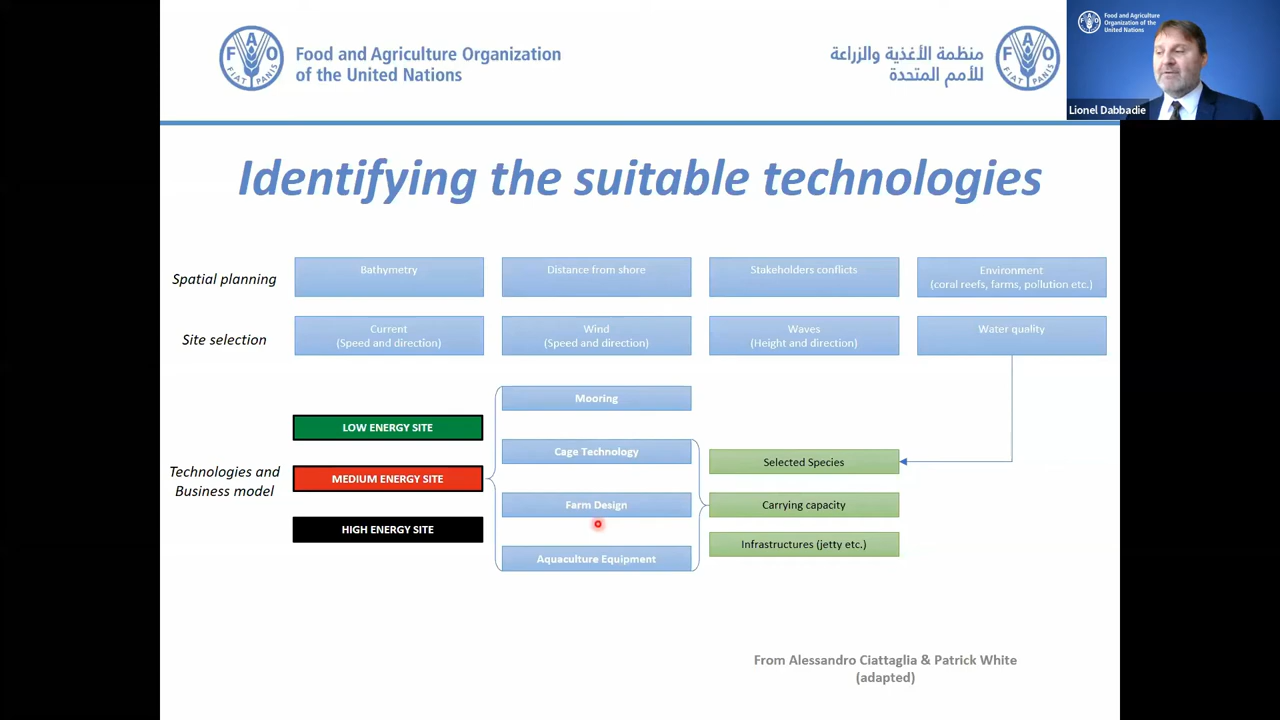 Food and Agriculture Organization
of the United Nations
منظمة الأغذية والزراعة
للأمم المتحدة
F A O
FIAT PANIS
F A O
FIAT PANIS
Food and Agriculture
Organization of the
United Nations
Lionel Dabbadie
Identifying the suitable technologies
Spatial planning
Bathymetry
Distance from shore
Stakeholders conflicts
Environment
(coral reefs, farms, pollution etc.)
Site selection
Current
(Speed and direction)
Wind
(Speed and direction)
Waves
(Height and direction)
Water quality
Technologies and
Business model
LOW ENERGY SITE
MEDIUM ENERGY SITE
HIGH ENERGY SITE
Mooring
Cage Technology
Farm Design
Aquaculture Equipment
Selected Species
Carrying capacity
Infrastructures (jetty etc.)
From Alessandro Ciattaglia & Patrick White
(adapted)